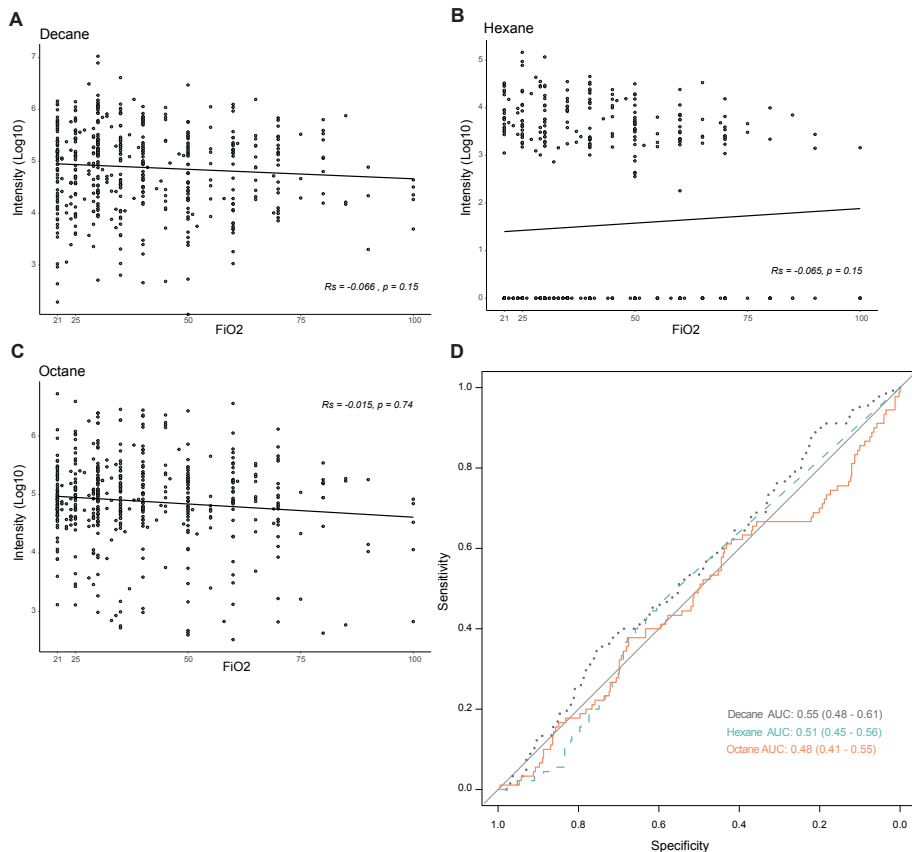 A
Decane
Intensity (Log10)
7
6
5
4
3
Rs = -0.066 , p = 0.15
21
25
50
75
100
FiO2
B
Hexane
Intensity (Log10)
5
4
3
2
1
0
Rs = -0.065, p = 0.15
21
25
50
75
100
FiO2
C
Octane
Intensity (Log10)
6
5
4
3
Rs = -0.015, p = 0.74
21
25
50
75
100
FiO2
D
Sensitivity
1.0
0.8
0.6
0.4
0.2
0.0
Decane AUC: 0.55 (0.48 - 0.61)
Hexane AUC: 0.51 (0.45 - 0.56)
Octane AUC: 0.48 (0.41 - 0.55)
1.0
0.8
0.6
0.4
0.2
0.0
Specificity